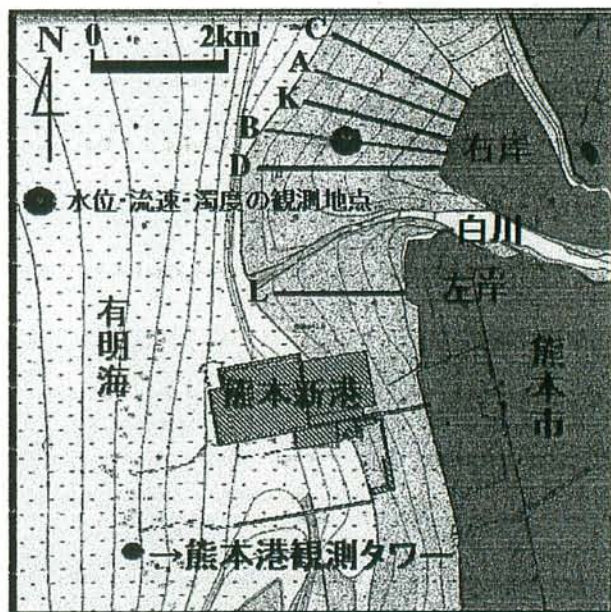 N
0 2km
C
A
K
B
D
右岸
水位・流速・濁度の観測地点
白川
L
左岸
有明海
熊本新港
熊本市
→熊本港観測タワー